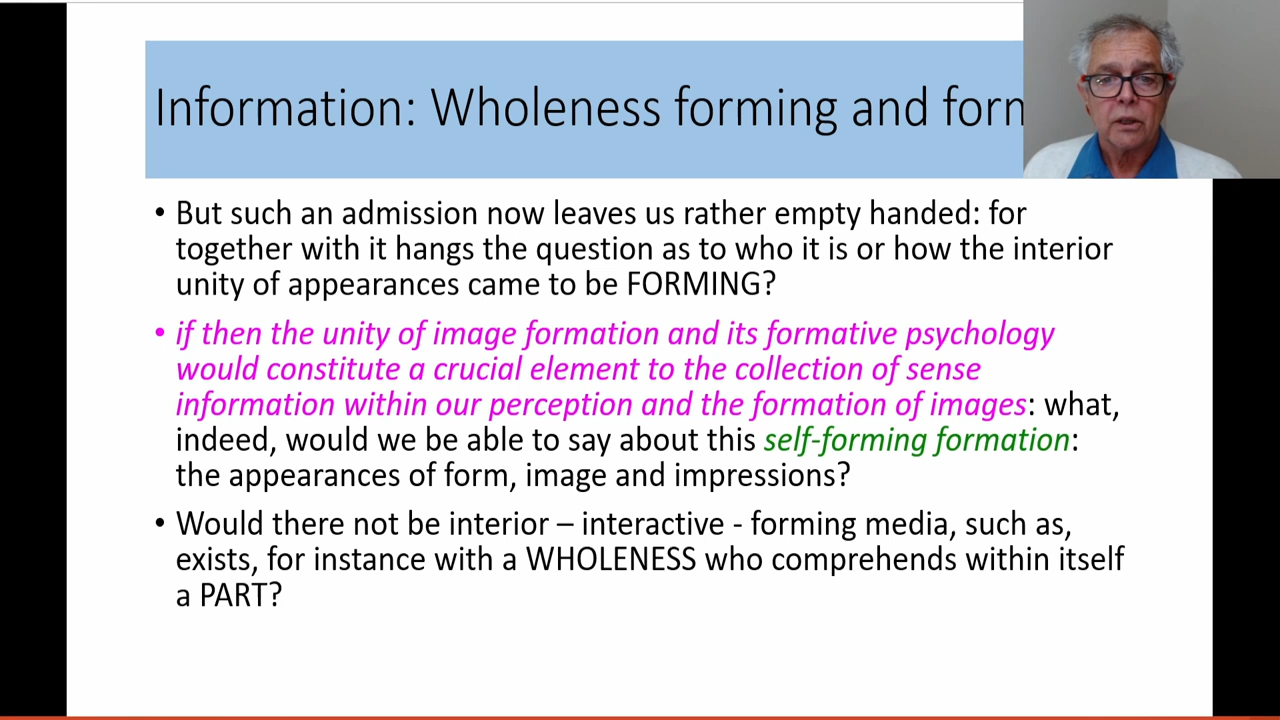 Information: Wholeness forming and
• But such an admission now leaves us rather empty handed: for
together with it hangs the question as to who it is or how the interior
unity of appearances came to be FORMING?
• if then the unity of image formation and its formative psychology
would constitute a crucial element to the collection of sense
information within our perception and the formation of images: what,
indeed, would we be able to say about this self-forming formation:
the appearances of form, image and impressions?
• Would there not be interior – interactive - forming media, such as,
exists, for instance with a WHOLENESS who comprehends within itself
a PART?